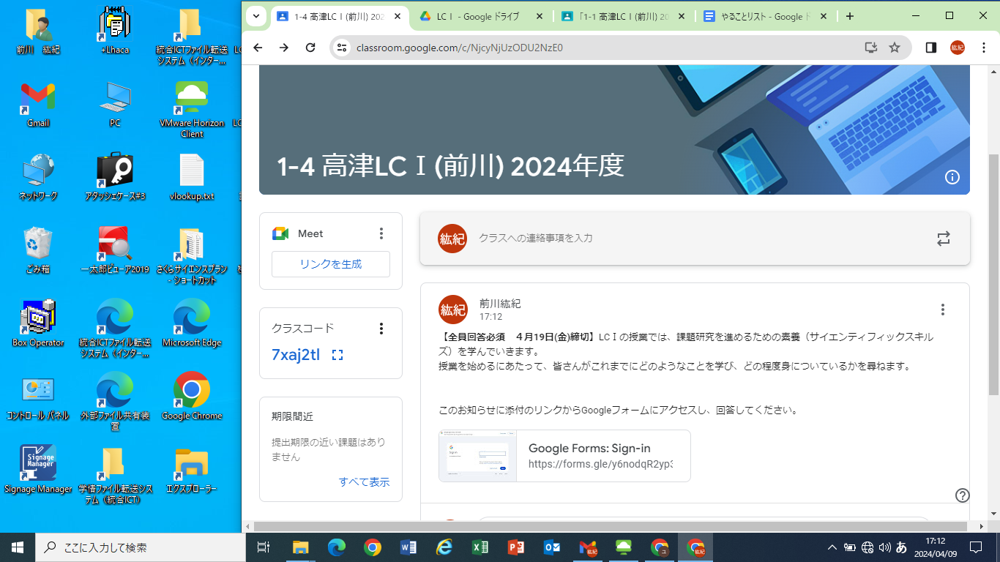 前川　紘紀
+Lhaca
統合ICTファイル転送
システム（インター...
Gmail
PC
VMware Horizon
Client
ネットワーク
アタッシェケース#3
vlookup.txt
ごみ箱
一太郎ビューア2019
さくらサイエンスプラン
- ショートカット
Box Operator
統合ICTファイル転送
システム（インター...
Microsoft Edge
コントロール パネル
外部ファイル共有装
置
Google Chrome
Signage
Manager
Signage Manager
学情ファイル転送シス
テム（統合ICT）
エクスプローラー
1-4 高津LCⅠ(前川) 202
LCⅠ - Google ドライブ
「1-1 高津LCⅠ(前川) 20
やることリスト - Google ド
classroom.google.com/c/NjcyNjUzODU2NzE0
紘紀
1-4 高津LCⅠ(前川) 2024年度
Meet
リンクを生成
クラスコード
7xaj2tl
期限間近
提出期限の近い課題はあり
ません
すべて表示
紘紀
クラスへの連絡事項を入力
紘紀
前川紘紀
17:12
【全員回答必須　４月19日(金)締切】LCⅠの授業では、課題研究を進めるための素養（サイエンティフィックスキル
ズ）を学んでいきます。
授業を始めるにあたって、皆さんがこれまでにどのようなことを学び、どの程度身についているかを尋ねます。
このお知らせに添付のリンクからGoogleフォームにアクセスし、回答してください。
Google Forms: Sign-in
https://forms.gle/y6nodqR2yp3
ここに入力して検索
あ
17:12
2024/04/09